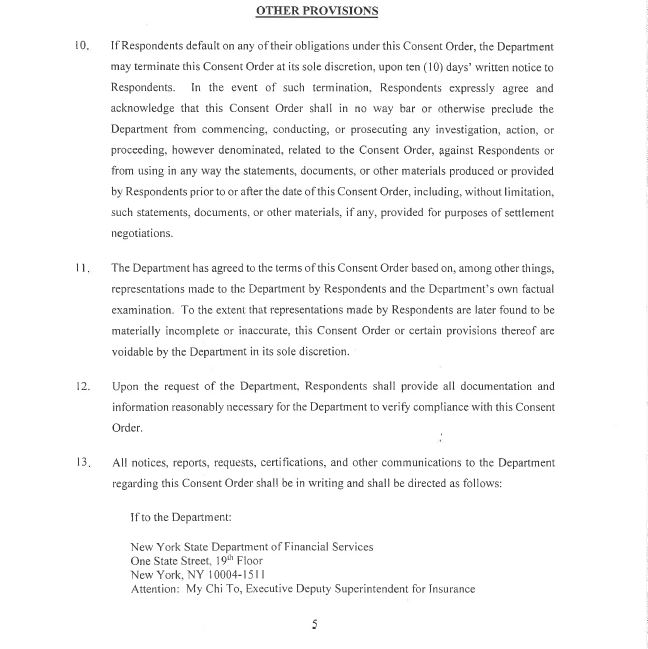 OTHER PROVISIONS
10. If Respondents default on any of their obligations under this Consent Order, the Department
may terminate this Consent Order at its sole discretion, upon ten (10) days' written notice to
Respondents. In the event of such termination, Respondents expressly agree and
acknowledge that this Consent Order shall in no way bar or otherwise preclude the
Department from commencing, conducting, or prosecuting any investigation, action, or
proceeding, however denominated, related to the Consent Order, against Respondents or
from using in any way the statements, documents, or other materials produced or provided
by Respondents prior to or after the date of this Consent Order, including, without limitation,
such statements, documents, or other materials, if any, provided for purposes of settlement
negotiations.
11. The Department has agreed to the terms of this Consent Order based on, among other things,
representations made to the Department by Respondents and the Department's own factual
examination. To the extent that representations made by Respondents are later found to be
materially incomplete or inaccurate, this Consent Order or certain provisions thereof are
voidable by the Department in its sole discretion.
12. Upon the request of the Department, Respondents shall provide all documentation and
information reasonably necessary for the Department to verify compliance with this Consent
Order.
13. All notices, reports, requests, certifications, and other communications to the Department
regarding this Consent Order shall be in writing and shall be directed as follows:
If to the Department:
New York State Department of Financial Services
One State Street, 19th Floor
New York, NY 10004-1511
Attention: My Chi To, Executive Deputy Superintendent for Insurance
5